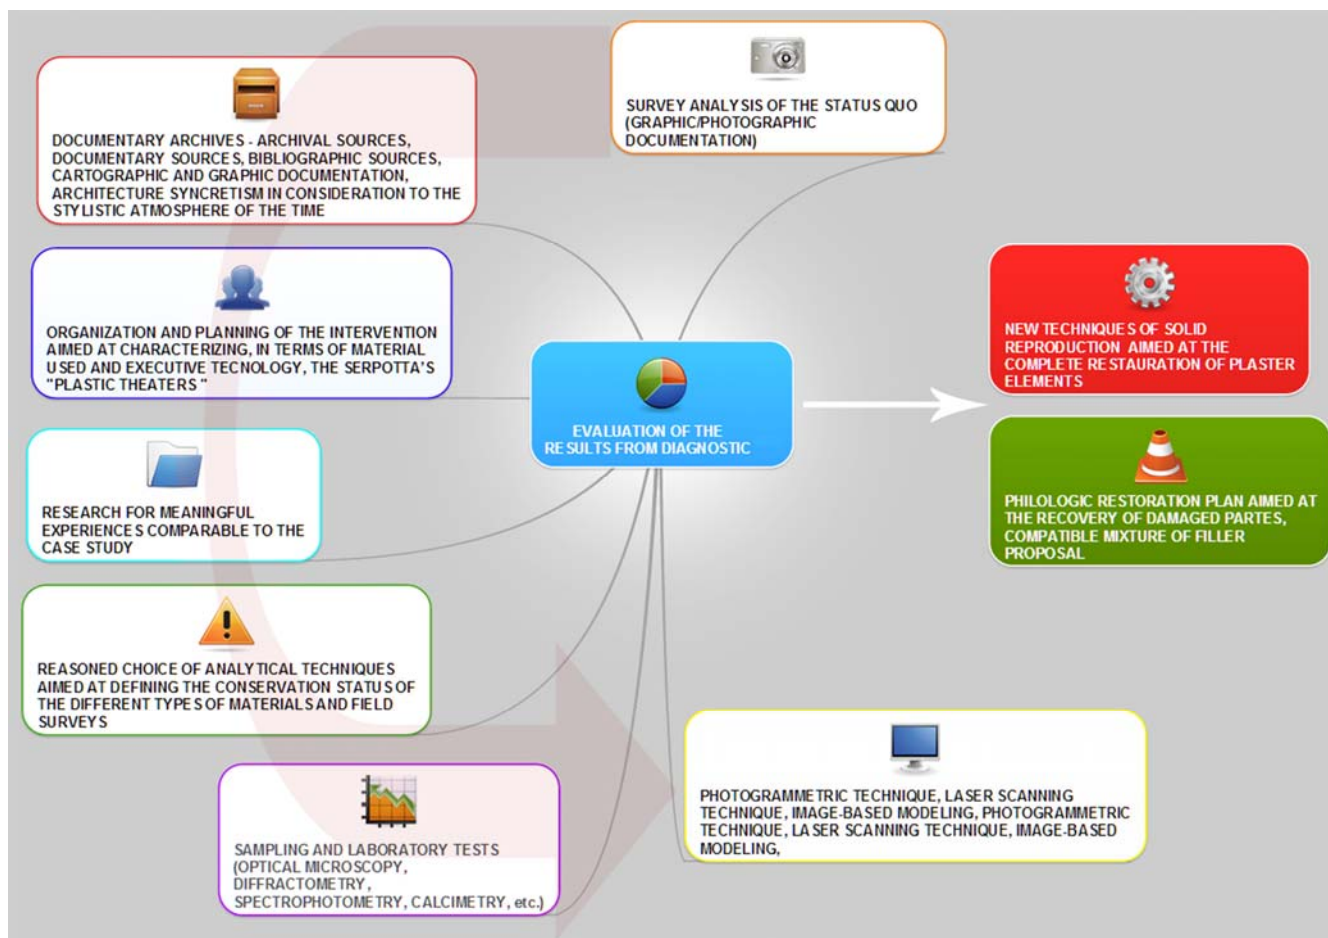 SURVEY ANALYSIS OF THE STATUS QUO
(GRAPHIC/PHOTOGRAPHIC
DOCUMENTATION)
DOCUMENTARY ARCHIVES - ARCHIVAL SOURCES,
DOCUMENTARY SOURCES, BIBLIOGRAPHIC SOURCES,
CARTOGRAPHIC AND GRAPHIC DOCUMENTATION,
ARCHITECTURE SYNCRETISM IN CONSIDERATION TO THE
STYLISTIC ATMOSPHERE OF THE TIME
ORGANIZATION AND PLANNING OF THE INTERVENTION
AIMED AT CHARACTERIZING, IN TERMS OF MATERIAL
USED AND EXECUTIVE TECNOLOGY, THE SERPOTTA'S
"PLASTIC THEATERS "
RESEARCH FOR MEANINGFUL
EXPERIENCES COMPARABLE TO THE
CASE STUDY
REASONED CHOICE OF ANALYTICAL TECHNIQUES
AIMED AT DEFINING THE CONSERVATION STATUS OF
THE DIFFERENT TYPES OF MATERIALS AND FIELD
SURVEYS
SAMPLING AND LABORATORY TESTS
(OPTICAL MICROSCOPY,
DIFFRACTOMETRY,
SPECTROPHOTOMETRY, CALCIMETRY, etc.)
PHOTOGRAMMETRIC TECHNIQUE, LASER SCANNING
TECHNIQUE, IMAGE-BASED MODELING, PHOTOGRAMMETRIC
TECHNIQUE, LASER SCANNING TECHNIQUE, IMAGE-BASED
MODELING,
EVALUATION OF THE
RESULTS FROM DIAGNOSTIC
NEW TECHNIQUES OF SOLID
REPRODUCTION AIMED AT THE
COMPLETE RESTAURATION OF PLASTER
ELEMENTS
PHILOLOGIC RESTORATION PLAN AIMED AT
THE RECOVERY OF DAMAGED PARTES,
COMPATIBLE MIXTURE OF FILLER
PROPOSAL